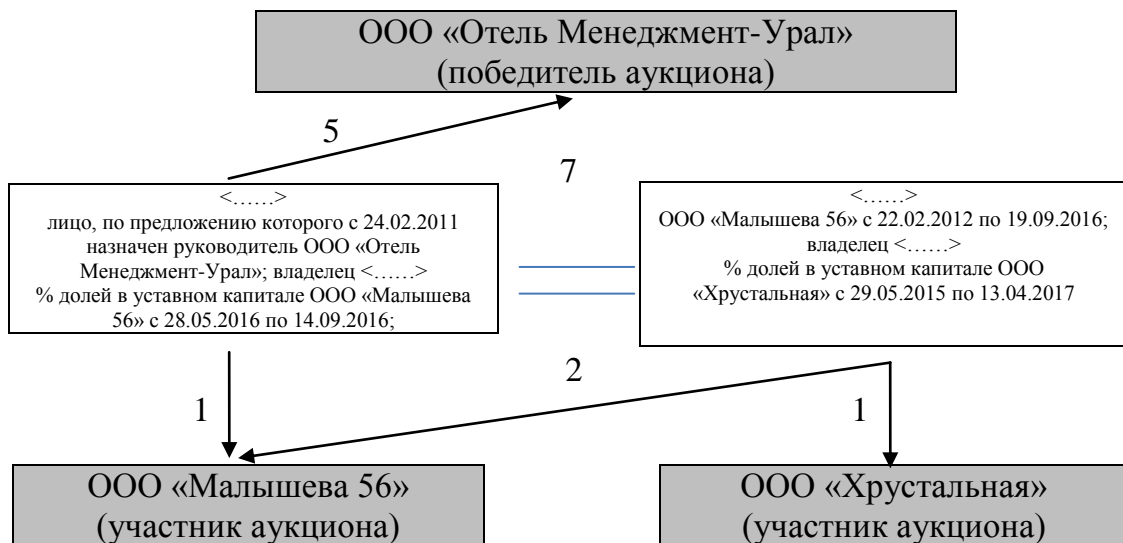 ООО «Отель Менеджмент-Урал»
(победитель аукциона)
5
7
<......>
лицо, по предложению которого с 24.02.2011
назначен руководитель ООО «Отель
Менеджмент-Урал»; владелец <......>
% долей в уставном капитале ООО «Малышева
56» с 28.05.2016 по 14.09.2016;
<......>
ООО «Малышева 56» с 22.02.2012 по 19.09.2016;
владелец <......>
% долей в уставном капитале ООО
«Хрустальная» с 29.05.2015 по 13.04.2017
1
2
1
ООО «Малышева 56»
(участник аукциона)
ООО «Хрустальная»
(участник аукциона)